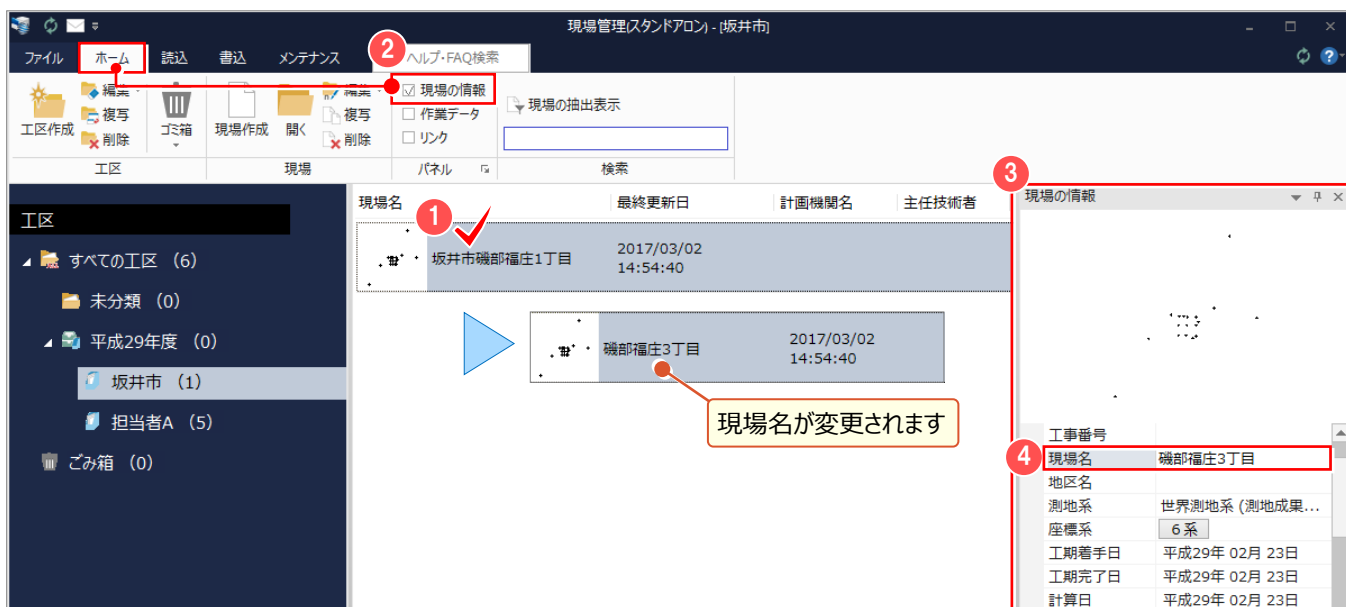 現場管理(スタンドアロン) - [坂井市]
ファイル ホーム 読込 書込 メンテナンス ヘルプ・FAQ検索
2
工区作成
編集
複写
削除
ゴミ箱
工区
現場作成
開く
編集
複写
削除
現場
現場の情報
作業データ
リンク
パネル
現場の抽出表示
検索
工区
すべての工区 (6)
未分類 (0)
平成29年度 (0)
坂井市 (1)
担当者A (5)
ごみ箱 (0)
現場名 最終更新日 計画機関名 主任技術者
1
坂井市磯部福庄1丁目 2017/03/02
14:54:40
磯部福庄3丁目 2017/03/02
14:54:40
現場名が変更されます
3
現場の情報
工事番号
4
現場名 磯部福庄3丁目
地区名
測地系 世界測地系 (測地成果...
座標系 6 系
工期着手日 平成29年 02月 23日
工期完了日 平成29年 02月 23日
計算日 平成29年 02月 23日